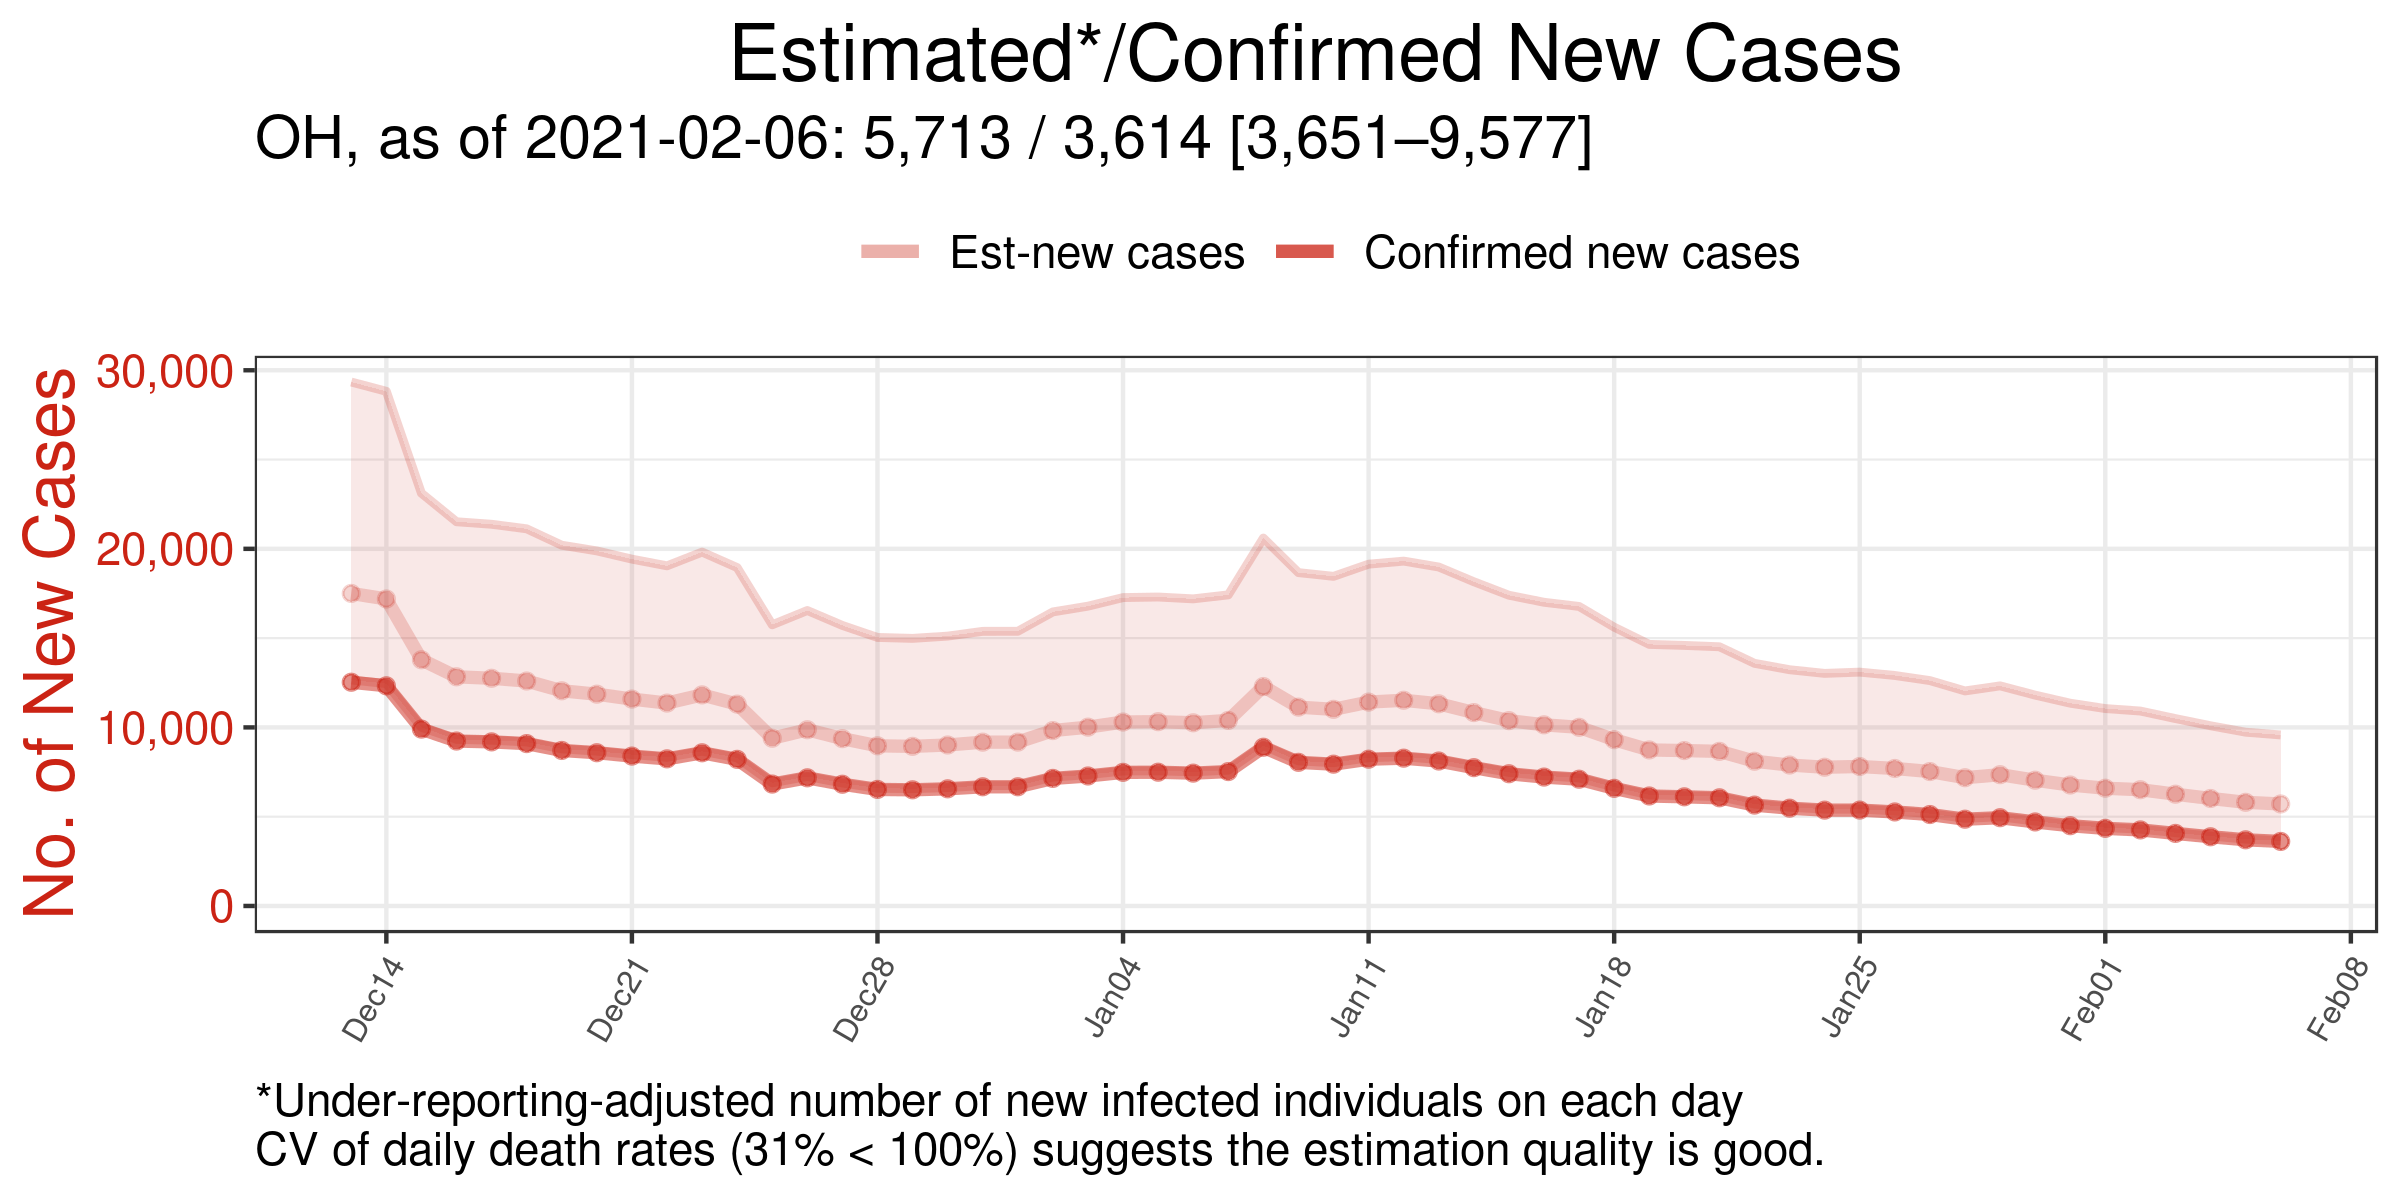 Estimated*/Confirmed New Cases
OH, as of 2021-02-06: 5,713 / 3,614 [3,651–9,577]
Est-new cases
Confirmed new cases
No. of New Cases
30,000
20,000
10,000
0
Dec14
Dec21
Dec28
Jan04
Jan11
Jan18
Jan25
Feb01
Feb08
*Under-reporting-adjusted number of new infected individuals on each day
CV of daily death rates (31% < 100%) suggests the estimation quality is good.